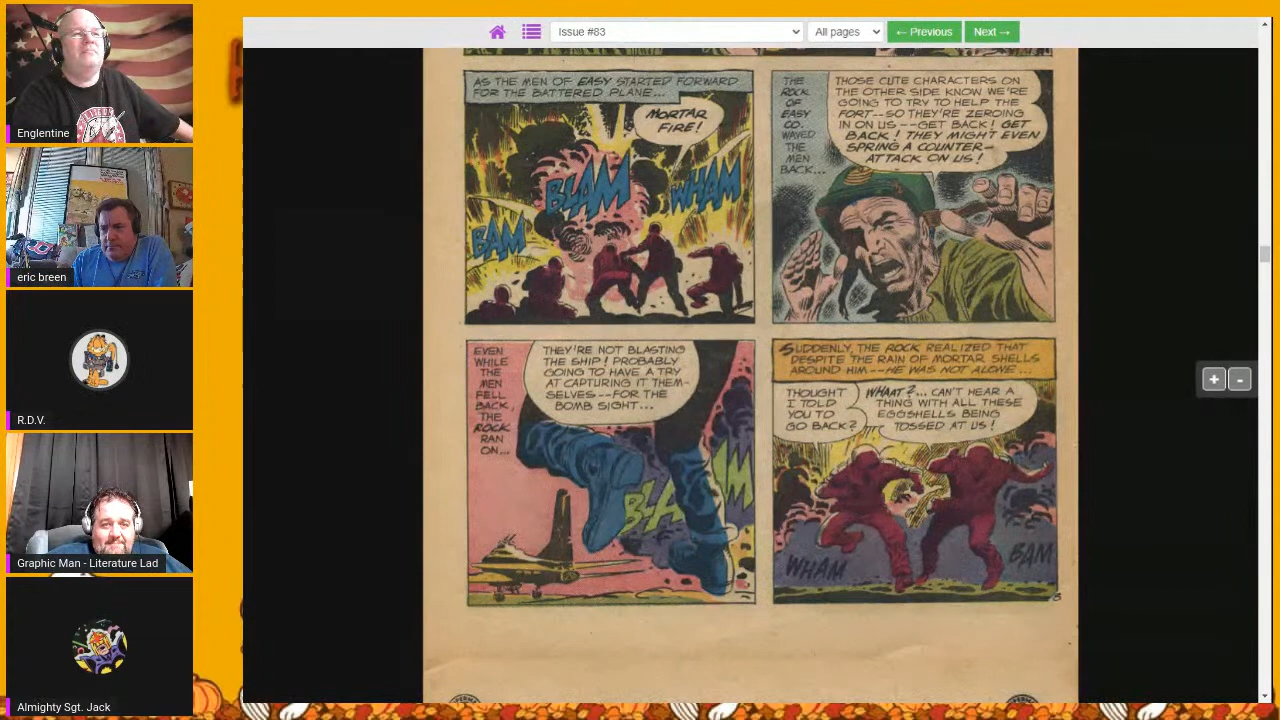 Issue #83
All pages
← Previous
Next →
Englentine
eric breen
R.D.V.
Graphic Man - Literature Lad
Almighty Sgt. Jack
AS THE MEN OF EASY STARTED FORWARD
FOR THE BATTERED PLANE...
MORTAR
FIRE!
BLAM
WHAM
BAM
THE
ROCK
OF
EASY
CO.
WAVED
THE
MEN
BACK...
THOSE CUTE CHARACTERS ON
THE OTHER SIDE KNOW WE'RE
GOING TO TRY TO HELP THE
FORT--SO THEY'RE ZEROING
IN ON US--GET BACK! GET
BACK! THEY MIGHT EVEN
SPRING A COUNTER-
ATTACK ON US!
EVEN
WHILE
THE
MEN
FELL
BACK,
THE
ROCK
RAN
ON...
THEY'RE NOT BLASTING
THE SHIP! PROBABLY
GOING TO HAVE A TRY
AT CAPTURING IT THEM-
SELVES--FOR THE
BOMB SIGHT...
SUDDENLY, THE ROCK REALIZED THAT
DESPITE THE RAIN OF MORTAR SHELLS
AROUND HIM--HE WAS NOT ALONE...
THOUGHT
I TOLD
YOU TO
GO BACK?
WHAAT?... CAN'T HEAR A
THING WITH ALL THESE
EGGSHELLS BEING
TOSSED AT US!
WHAM
BAM
+ -